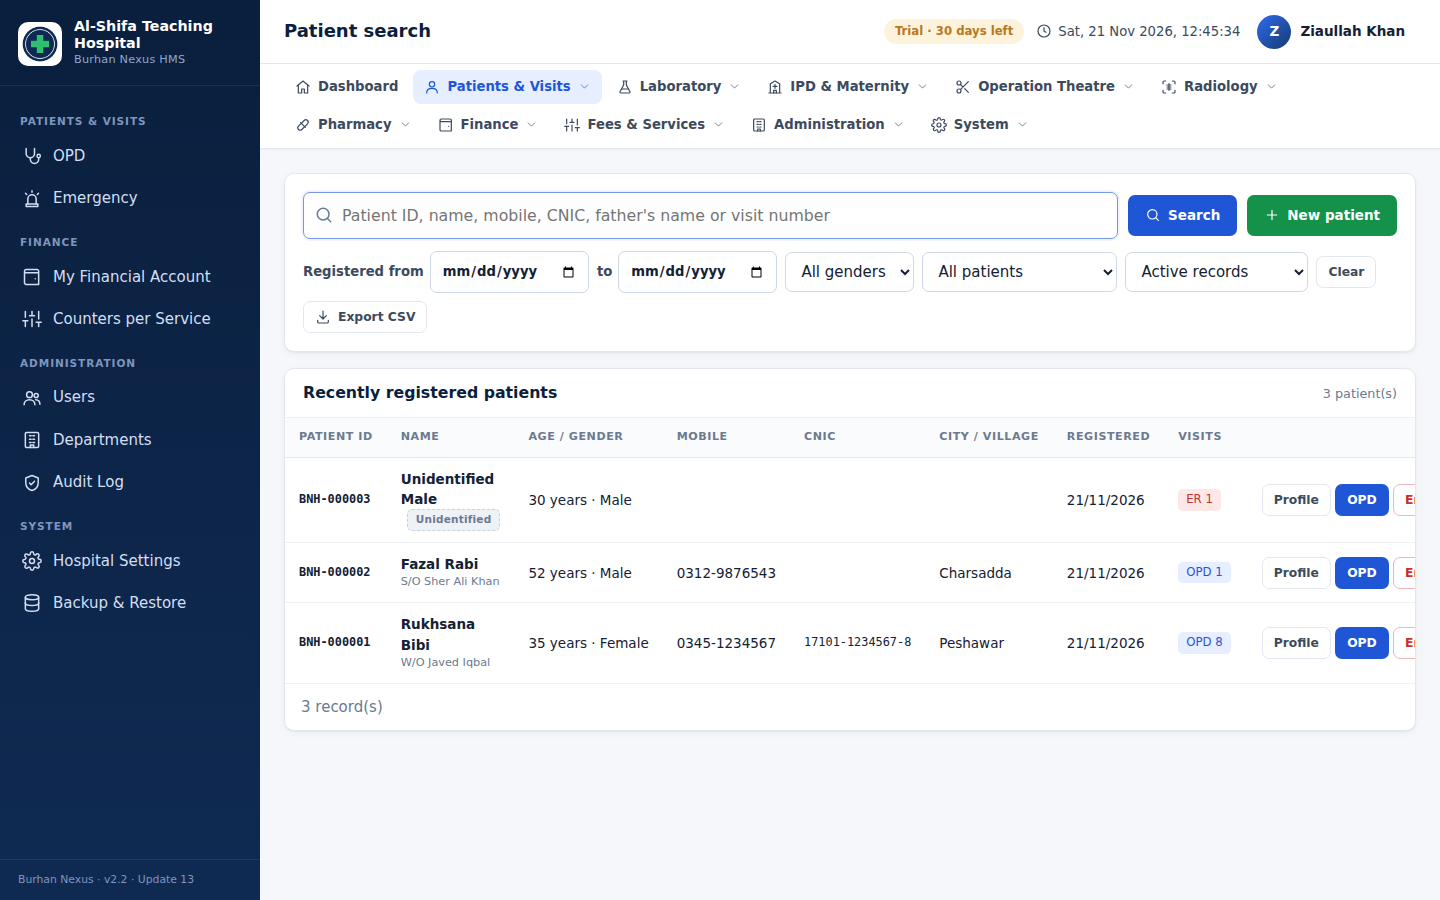 Al-Shifa Teaching
Hospital
Burhan Nexus HMS
PATIENTS & VISITS
OPD
Emergency
FINANCE
My Financial Account
Counters per Service
ADMINISTRATION
Users
Departments
Audit Log
SYSTEM
Hospital Settings
Backup & Restore
Burhan Nexus · v2.2 · Update 13
Patient search
Trial · 30 days left
Sat, 21 Nov 2026, 12:45:34
Z
Ziaullah Khan
Dashboard
Patients & Visits
Laboratory
IPD & Maternity
Operation Theatre
Radiology
Pharmacy
Finance
Fees & Services
Administration
System
Patient ID, name, mobile, CNIC, father's name or visit number
Search
New patient
Registered from mm/dd/yyyy to mm/dd/yyyy All genders All patients Active records Clear
Export CSV
Recently registered patients
3 patient(s)
PATIENT ID NAME AGE / GENDER MOBILE CNIC CITY / VILLAGE REGISTERED VISITS
BNH-000003 Unidentified Male Unidentified 30 years · Male 21/11/2026 ER 1 Profile OPD
BNH-000002 Fazal Rabi S/O Sher Ali Khan 52 years · Male 0312-9876543 Charsadda 21/11/2026 OPD 1 Profile OPD
BNH-000001 Rukhsana Bibi W/O Javed Iqbal 35 years · Female 0345-1234567 17101-1234567-8 Peshawar 21/11/2026 OPD 8 Profile OPD
3 record(s)